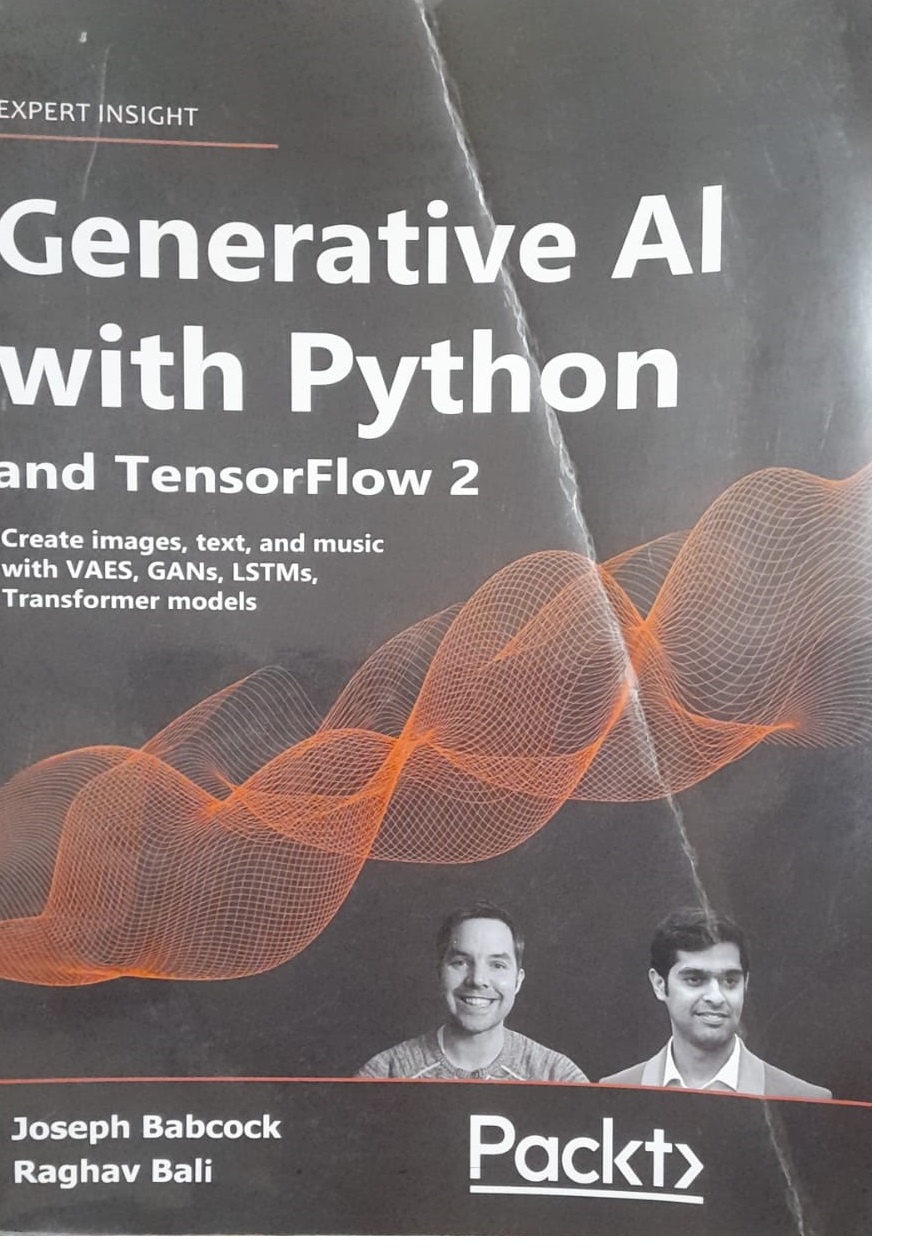 EXPERT INSIGHT
Generative AI
with Python
and TensorFlow 2
Create images, text, and music
with VAES, GANs, LSTMs,
Transformer models
Joseph Babcock
Raghav Bali
Packt>